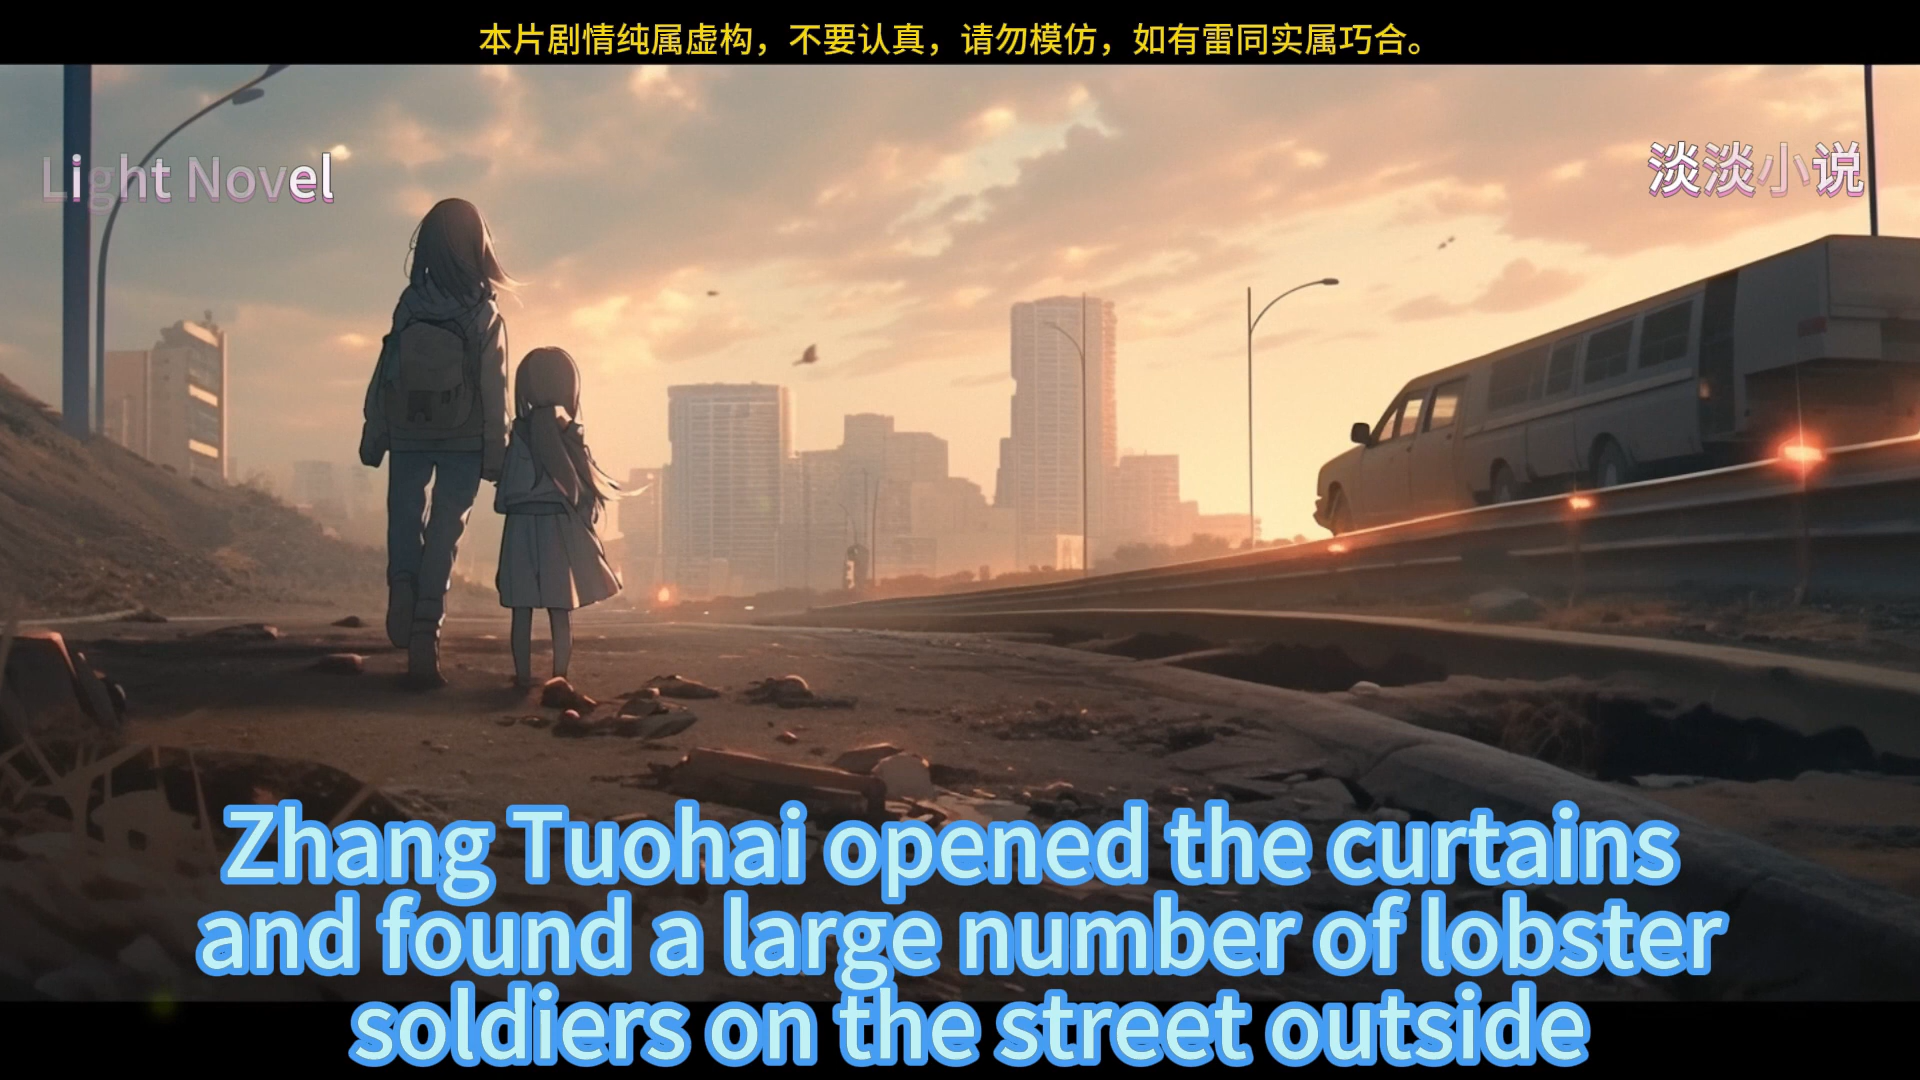 本片剧情纯属虚构，不要认真，请勿模仿，如有雷同实属巧合。
Light Novel
淡淡小说
Zhang Tuohai opened the curtains
and found a large number of lobster
soldiers on the street outside